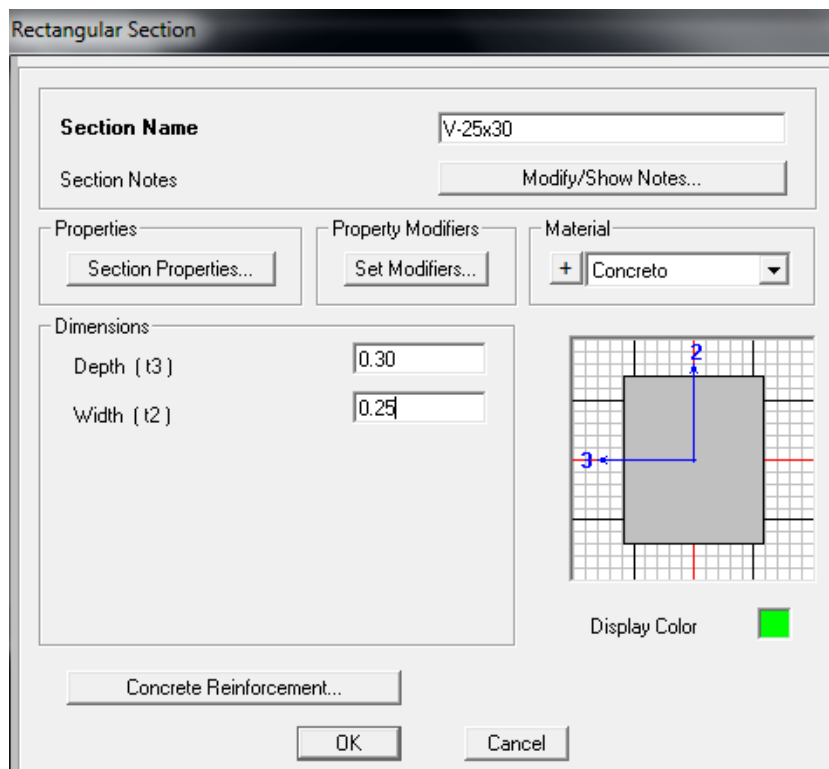 Rectangular Section
Section Name V-25x30
Section Notes Modify/Show Notes...
Properties Property Modifiers Material
Section Properties... Set Modifiers... + Concreto
Dimensions
Depth ( t3 ) 0.30
Width ( t2 ) 0.25
2
3
Display Color
Concrete Reinforcement...
OK Cancel